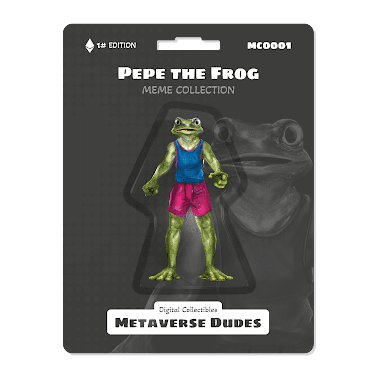 1# EDITION
MC0001
Pepe the Frog
MEME COLLECTION
Digital Collectibles
Metaverse Dudes